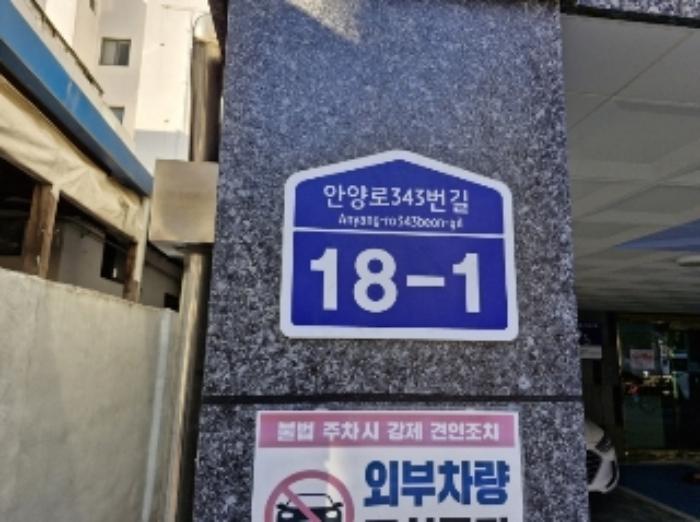 안양로343번길
Anyang-ro343beon-gil
18-1
불법 주차시 강제 견인조치
외부차량